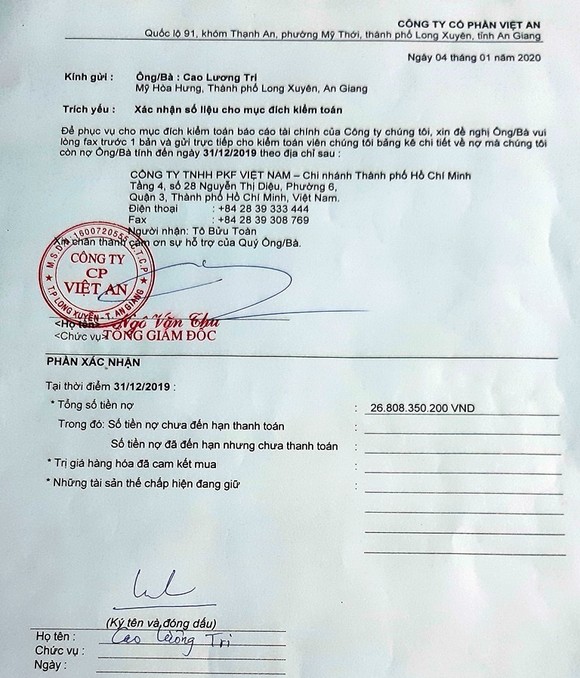 CÔNG TY CỔ PHẦN VIỆT AN
Quốc lộ 91, khóm Thạnh An, phường Mỹ Thới, thành phố Long Xuyên, tỉnh An Giang
Ngày 04 tháng 01 năm 2020
Kính gửi : Ông/Bà : Cao Lương Tri
Mỹ Hòa Hưng, Thành phố Long Xuyên, An Giang
Trích yếu : Xác nhận số liệu cho mục đích kiểm toán
Để phục vụ cho mục đích kiểm toán báo cáo tài chính của Công ty chúng tôi, xin đề nghị Ông/Bà vui
lòng fax trước 1 bản và gửi trực tiếp cho kiểm toán viên chúng tôi bảng kê chi tiết về nợ mà chúng tôi
còn nợ Ông/Bà tính đến ngày 31/12/2019 theo địa chỉ sau :
CÔNG TY TNHH PKF VIỆT NAM – Chi nhánh Thành phố Hồ Chí Minh
Tầng 4, số 28 Nguyễn Thị Diệu, Phường 6,
Quận 3, Thành phố Hồ Chí Minh, Việt Nam.
Điện thoại : +84 28 39 333 444
Fax : +84 28 39 308 769
Người nhận: Tô Bửu Toàn
Xin chân thành cảm ơn sự hỗ trợ của Quý Ông/Bà.
M.S.D.N: 1600720555-C.T.C.P
CÔNG TY
CP
VIỆT AN
T.P LONG XUYÊN - T. AN GIANG
<Họ tên> Ngô Văn Thu
<Chức vụ> TỔNG GIÁM ĐỐC
PHẦN XÁC NHẬN
Tại thời điểm 31/12/2019 :
* Tổng số tiền nợ : 26.808.350.200 VND
Trong đó: Số tiền nợ chưa đến hạn thanh toán :
Số tiền nợ đã đến hạn nhưng chưa thanh toán :
* Trị giá hàng hóa đã cam kết mua :
* Những tài sản thế chấp hiện đang giữ :
(Ký tên và đóng dấu)
Họ tên : Cao Lương Tri
Chức vụ :
Ngày :